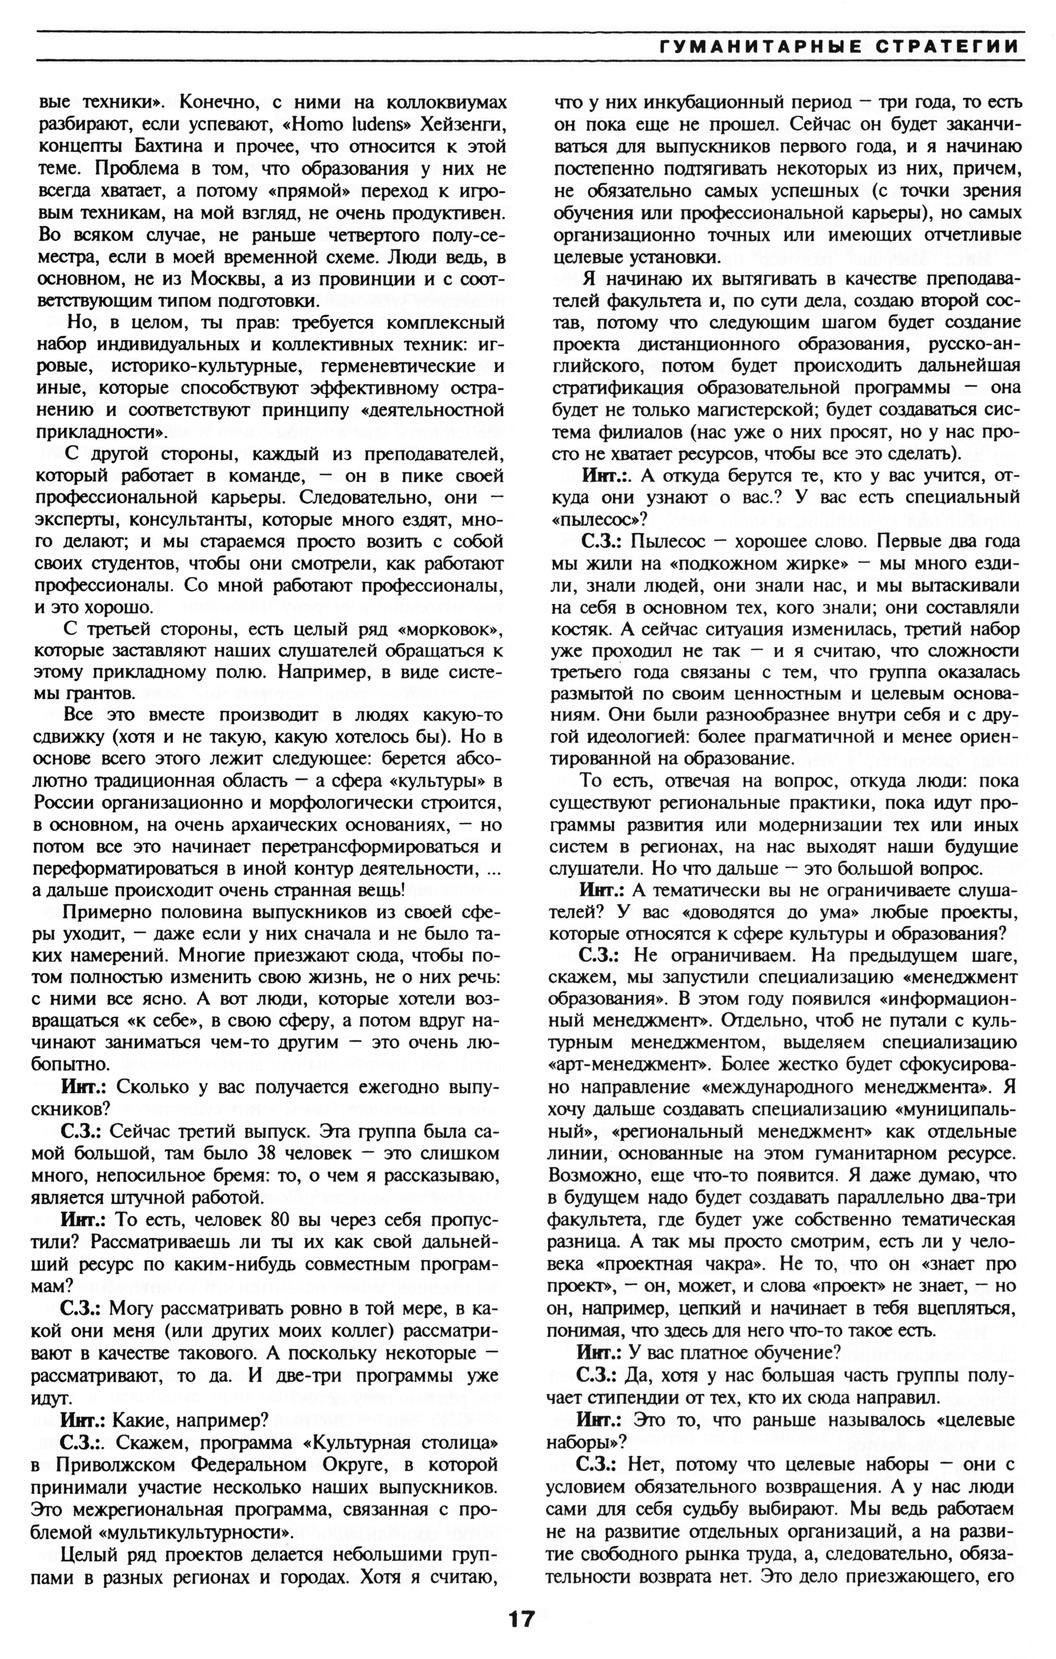 ГУМАНИТАРНЫЕ СТРАТЕГИИ
вые техники». Конечно, с ними на коллоквиумах
разбирают, если успевают, «Homo ludens» Хейзенги,
концепты Бахтина и прочее, что относится к этой
теме. Проблема в том, что образования у них не
всегда хватает, а потому «прямой» переход к игро-
вым техникам, на мой взгляд, не очень продуктивен.
Во всяком случае, не раньше четвертого полу-се-
местра, если в моей временной схеме. Люди ведь, в
основном, не из Москвы, а из провинции и с соот-
ветствующим типом подготовки.
Но, в целом, ты прав: требуется комплексный
набор индивидуальных и коллективных техник: иг-
ровые, историко-культурные, герменевтические и
иные, которые способствуют эффективному остра-
нению и соответствуют принципу «деятельностной
прикладности».
С другой стороны, каждый из преподавателей,
который работает в команде, — он в пике своей
профессиональной карьеры. Следовательно, они —
эксперты, консультанты, которые много ездят, мно-
го делают; и мы стараемся просто возить с собой
своих студентов, чтобы они смотрели, как работают
профессионалы. Со мной работают профессионалы,
и это хорошо.
С третьей стороны, есть целый ряд «морковок»,
которые заставляют наших слушателей обращаться к
этому прикладному полю. Например, в виде систе-
мы грантов.
Все это вместе производит в людях какую-то
сдвижку (хотя и не такую, какую хотелось бы). Но в
основе всего этого лежит следующее: берется абсо-
лютно традиционная область — а сфера «культуры» в
России организационно и морфологически строится,
в основном, на очень архаических основаниях, — но
потом все это начинает перетрансформироваться и
переформатироваться в иной контур деятельности, ...
а дальше происходит очень странная вещь!
Примерно половина выпускников из своей сфе-
ры уходит, — даже если у них сначала и не было та-
ких намерений. Многие приезжают сюда, чтобы по-
том полностью изменить свою жизнь, не о них речь:
с ними все ясно. А вот люди, которые хотели воз-
вращаться «к себе», в свою сферу, а потом вдруг на-
чинают заниматься чем-то другим — это очень лю-
бопытно.
Инт.: Сколько у вас получается ежегодно выпу-
скников?
С.З.: Сейчас третий выпуск. Эта группа была са-
мой большой, там было 38 человек — это слишком
много, непосильное бремя: то, о чем я рассказываю,
является штучной работой.
Инт.: То есть, человек 80 вы через себя пропус-
тили? Рассматриваешь ли ты их как свой дальней-
ший ресурс по каким-нибудь совместным програм-
мам?
С.З.: Могу рассматривать ровно в той мере, в ка-
кой они меня (или других моих коллег) рассматри-
вают в качестве такового. А поскольку некоторые —
рассматривают, то да. И две-три программы уже
идут.
Инт.: Какие, например?
С.З.:. Скажем, программа «Культурная столица»
в Приволжском Федеральном Округе, в которой
принимали участие несколько наших выпускников.
Это межрегиональная программа, связанная с про-
блемой «мультикультурности».
Целый ряд проектов делается небольшими груп-
пами в разных регионах и городах. Хотя я считаю,
что у них инкубационный период — три года, то есть
он пока еще не прошел. Сейчас он будет заканчи-
ваться для выпускников первого года, и я начинаю
постепенно подтягивать некоторых из них, причем,
не обязательно самых успешных (с точки зрения
обучения или профессиональной карьеры), но самых
организационно точных или имеющих отчетливые
целевые установки.
Я начинаю их вытягивать в качестве преподава-
телей факультета и, по сути дела, создаю второй сос-
тав, потому что следующим шагом будет создание
проекта дистанционного образования, русско-ан-
глийского, потом будет происходить дальнейшая
стратификация образовательной программы — она
будет не только магистерской; будет создаваться сис-
тема филиалов (нас уже о них просят, но у нас про-
сто не хватает ресурсов, чтобы все это сделать).
Инт.:. А откуда берутся те, кто у вас учится, от-
куда они узнают о вас.? У вас есть специальный
«пылесос»?
С.З.: Пылесос — хорошее слово. Первые два года
мы жили на «подкожном жирке» — мы много езди-
ли, знали людей, они знали нас, и мы вытаскивали
на себя в основном тех, кого знали; они составляли
костяк. А сейчас ситуация изменилась, третий набор
уже проходил не так — и я считаю, что сложности
третьего года связаны с тем, что группа оказалась
размытой по своим ценностным и целевым основа-
ниям. Они были разнообразнее внутри себя и с дру-
гой идеологией: более прагматичной и менее ориен-
тированной на образование.
То есть, отвечая на вопрос, откуда люди: пока
существуют региональные практики, пока идут про-
граммы развития или модернизации тех или иных
систем в регионах, на нас выходят наши будущие
слушатели. Но что дальше — это большой вопрос.
Инт.: А тематически вы не ограничиваете слуша-
телей? У вас «доводятся до ума» любые проекты,
которые относятся к сфере культуры и образования?
С.З.: Не ограничиваем. На предыдущем шаге,
скажем, мы запустили специализацию «менеджмент
образования». В этом году появился «информацион-
ный менеджмент». Отдельно, чтоб не путали с куль-
турным менеджментом, выделяем специализацию
«арт-менеджмент». Более жестко будет сфокусирова-
но направление «международного менеджмента». Я
хочу дальше создавать специализацию «муниципаль-
ный», «региональный менеджмент» как отдельные
линии, основанные на этом гуманитарном ресурсе.
Возможно, еще что-то появится. Я даже думаю, что
в будущем надо будет создавать параллельно два-три
факультета, где будет уже собственно тематическая
разница. А так мы просто смотрим, есть ли у чело-
века «проектная чакра». Не то, что он «знает про
проект», — он, может, и слова «проект» не знает, — но
он, например, цепкий и начинает в тебя вцепляться,
понимая, что здесь для него что-то такое есть.
Инт.: У вас платное обучение?
С.З.: Да, хотя у нас большая часть группы полу-
чает стипендии от тех, кто их сюда направил.
Инт.: Это то, что раньше называлось «целевые
наборы»?
С.З.: Нет, потому что целевые наборы — они с
условием обязательного возвращения. А у нас люди
сами для себя судьбу выбирают. Мы ведь работаем
не на развитие отдельных организаций, а на разви-
тие свободного рынка труда, а, следовательно, обяза-
тельности возврата нет. Это дело приезжающего, его
17